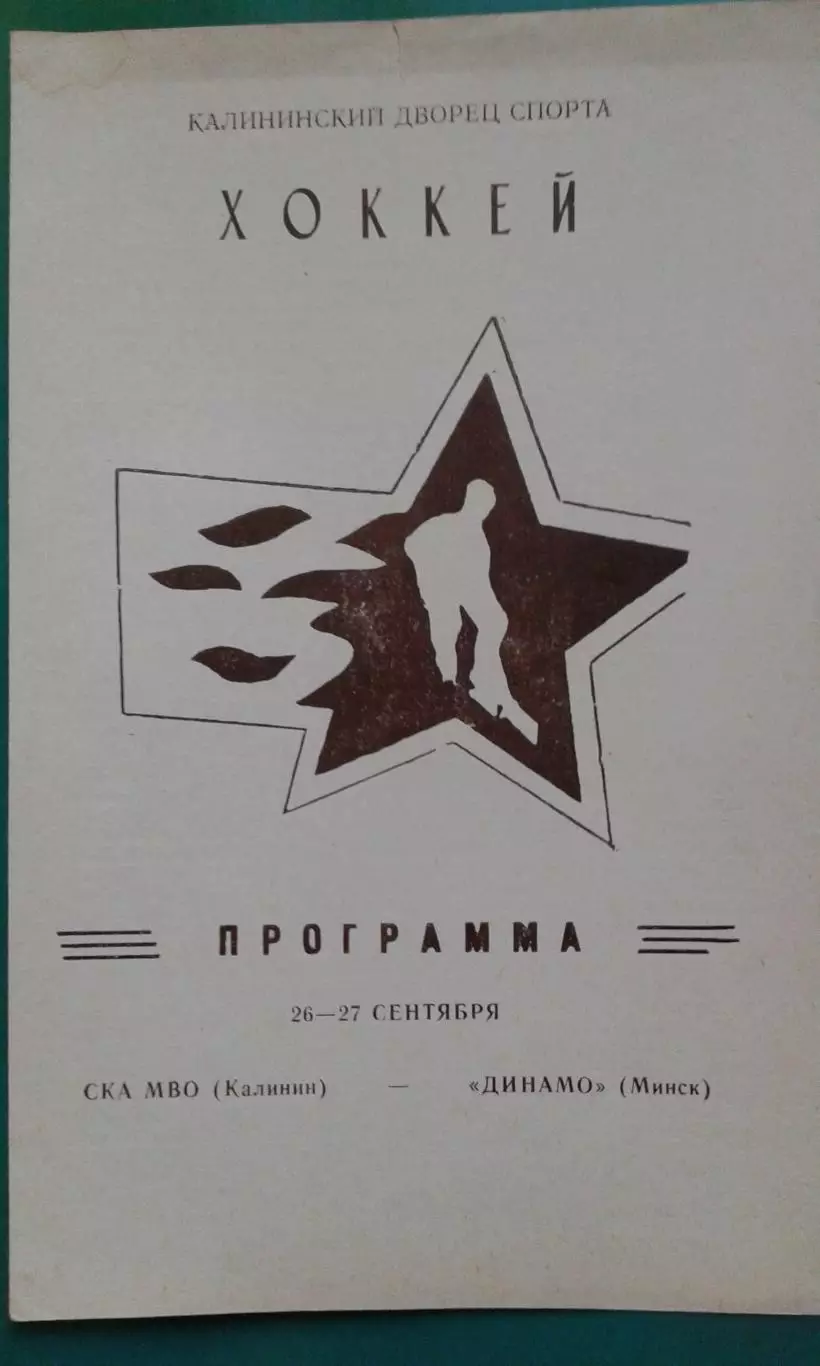 КАЛИНИНСКИЙ ДВОРЕЦ СПОРТА
ХОККЕЙ
ПРОГРАММА
26—27 СЕНТЯБРЯ
СКА МВО (Калинин) — «ДИНАМО» (Минск)